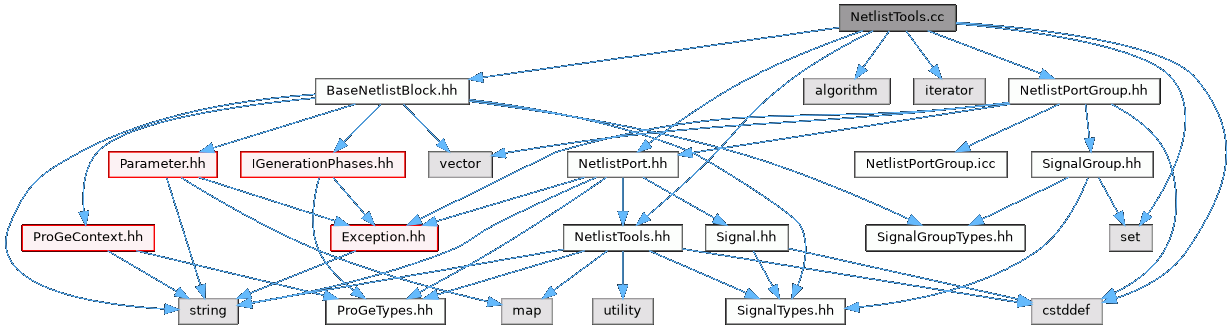 NetlistTools.cc
BaseNetlistBlock.hh
algorithm
iterator
NetlistPortGroup.hh
Parameter.hh
IGenerationPhases.hh
vector
NetlistPort.hh
NetlistPortGroup.icc
SignalGroup.hh
ProGeContext.hh
Exception.hh
NetlistTools.hh
Signal.hh
SignalGroupTypes.hh
set
string
ProGeTypes.hh
map
utility
SignalTypes.hh
cstddef